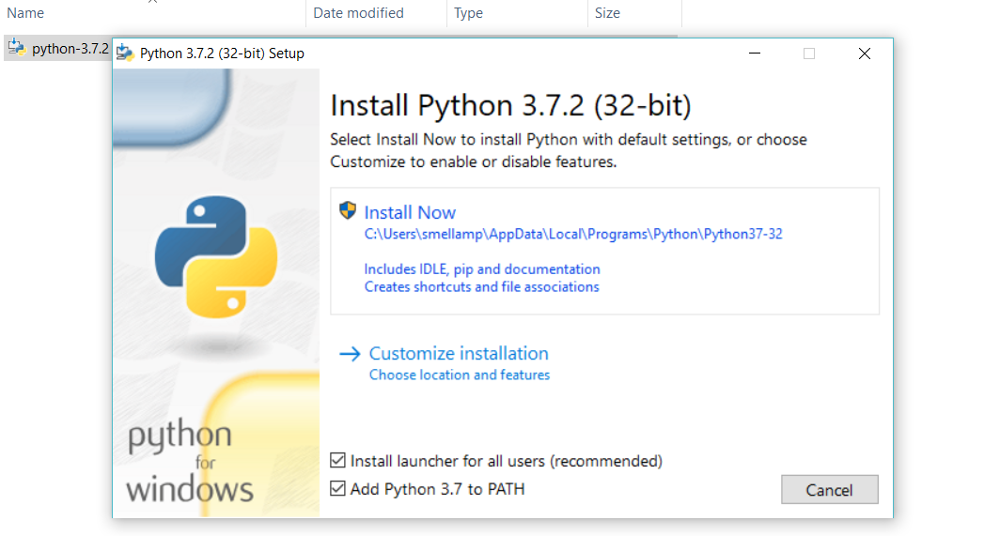 Name Date modified Type Size
python-3.7.2
Python 3.7.2 (32-bit) Setup
Install Python 3.7.2 (32-bit)
Select Install Now to install Python with default settings, or choose
Customize to enable or disable features.
Install Now
C:\Users\smellamp\AppData\Local\Programs\Python\Python37-32
Includes IDLE, pip and documentation
Creates shortcuts and file associations
Customize installation
Choose location and features
python
for
windows
Install launcher for all users (recommended)
Add Python 3.7 to PATH
Cancel